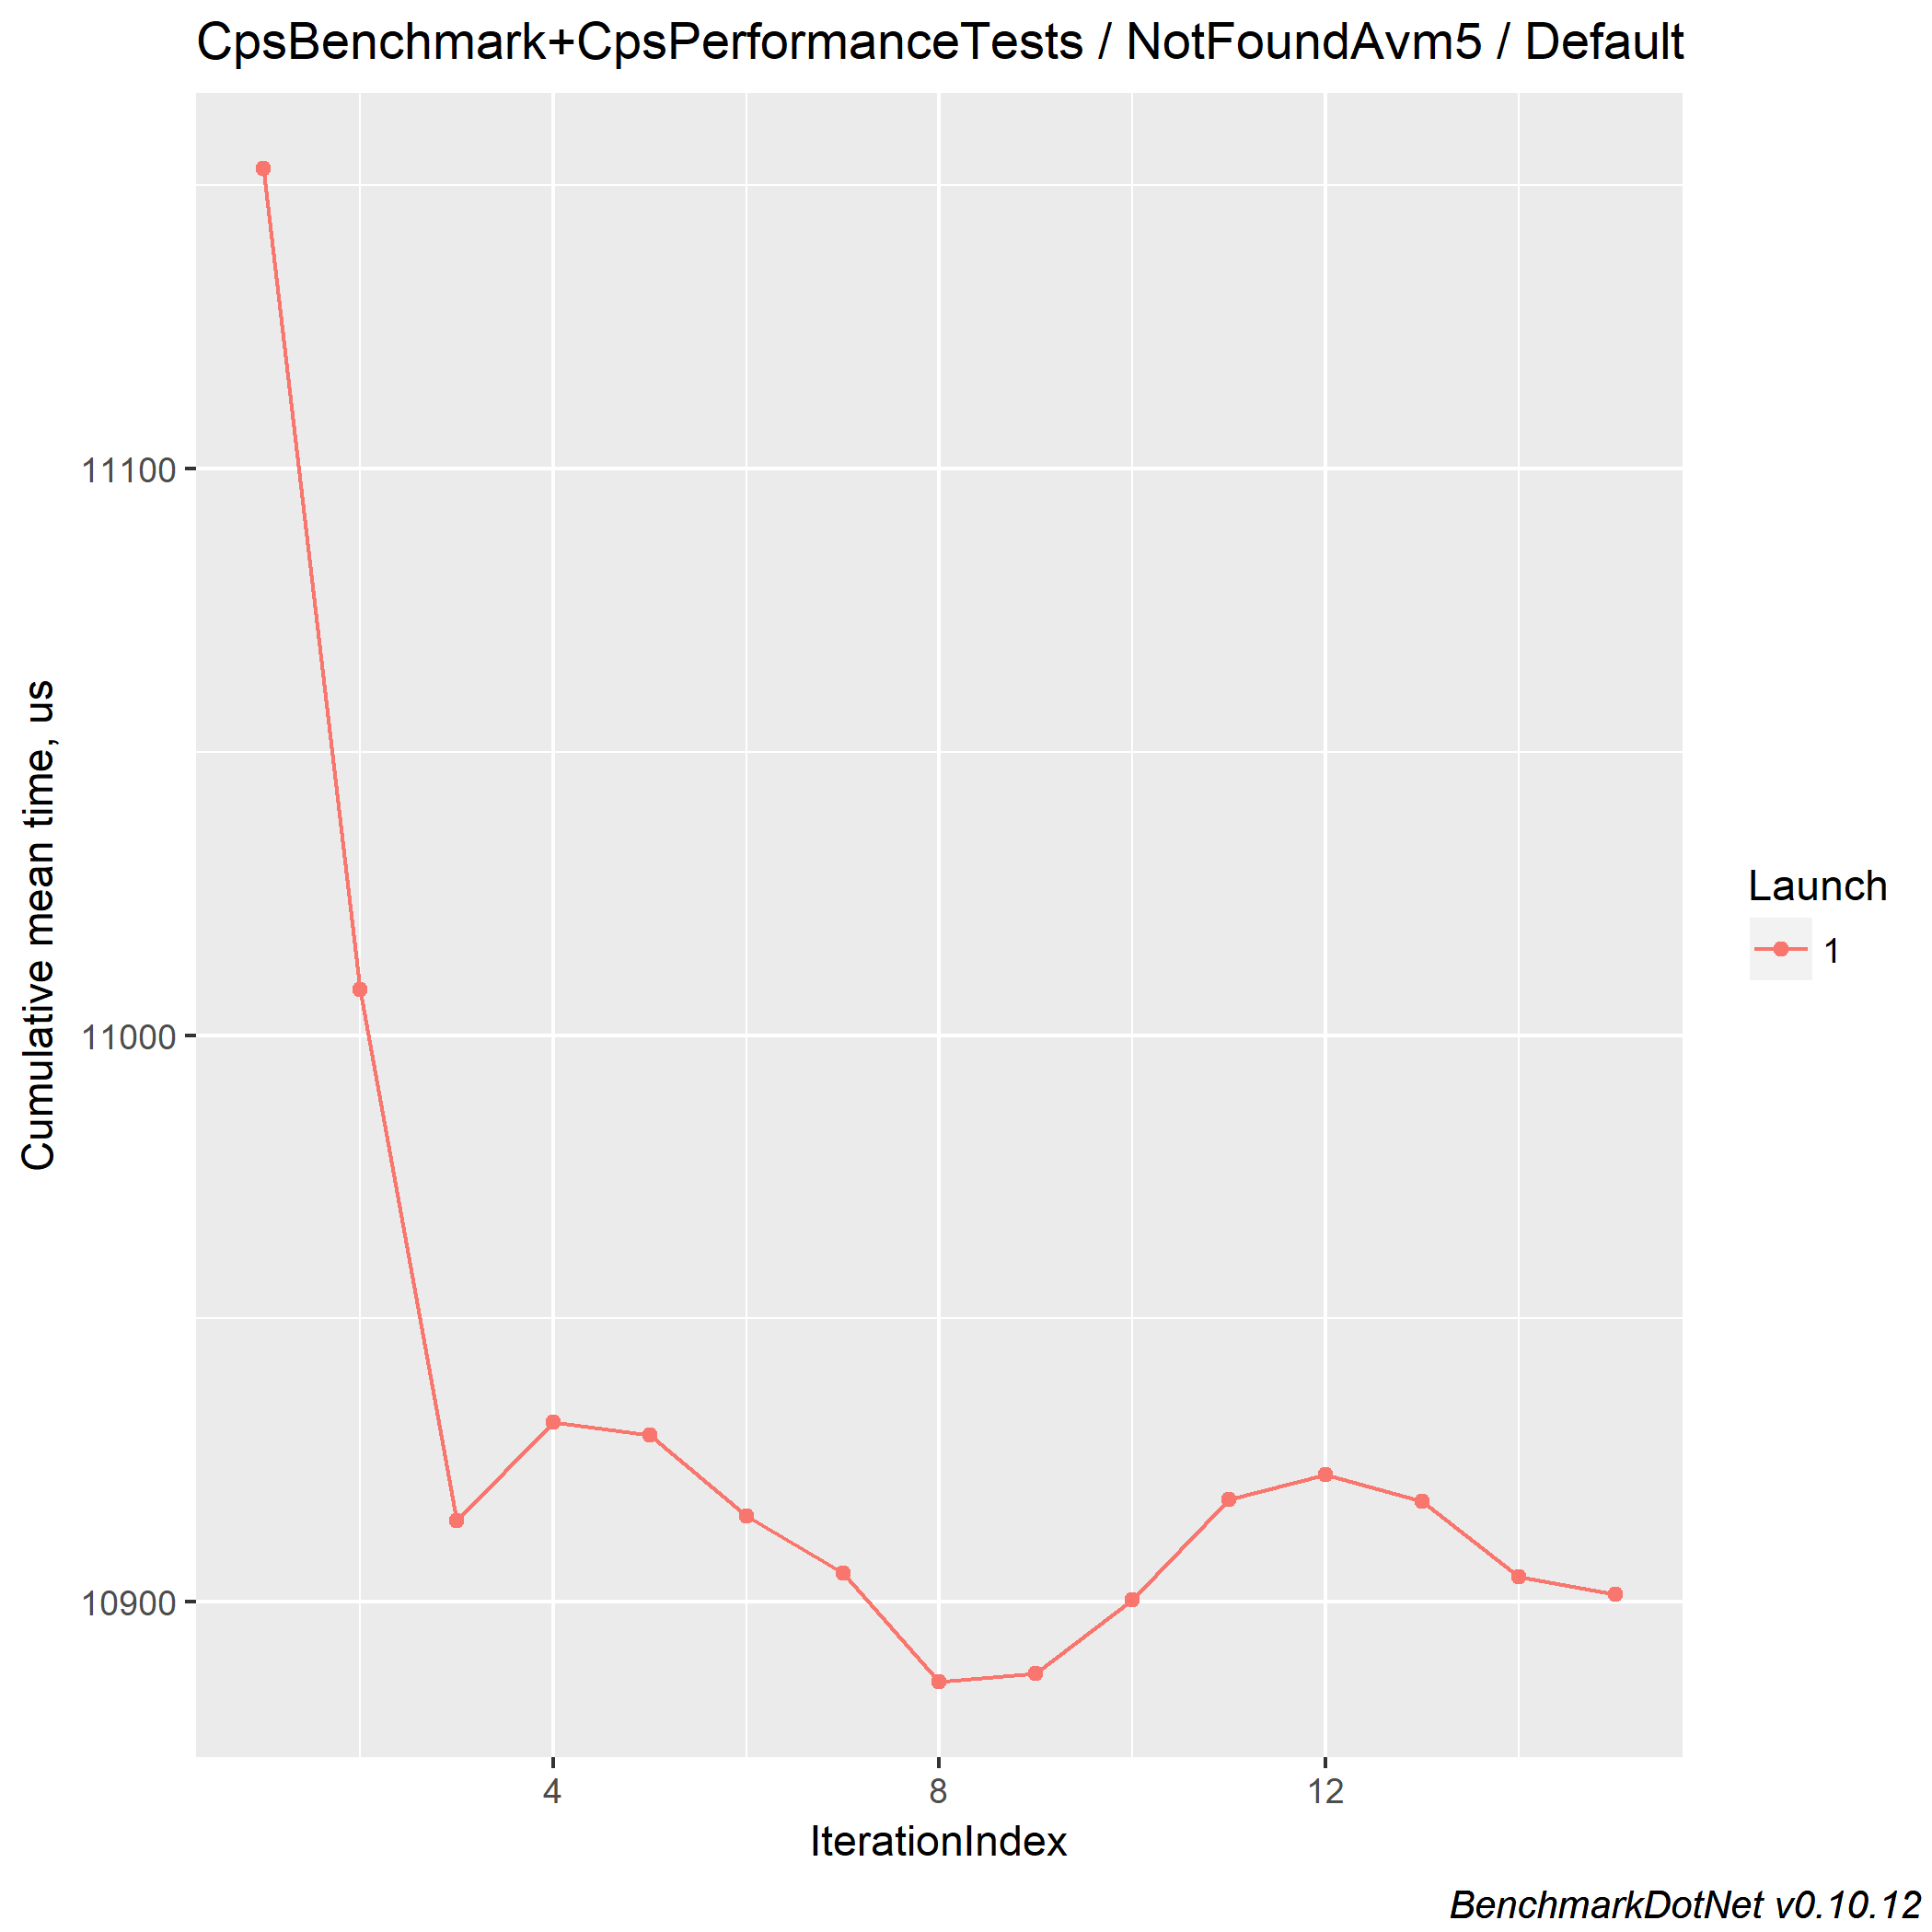 CpsBenchmark+CpsPerformanceTests / NotFoundAvm5 / Default
Cumulative mean time, us
11100
11000
10900
4 8 12
IterationIndex
Launch
1
BenchmarkDotNet v0.10.12